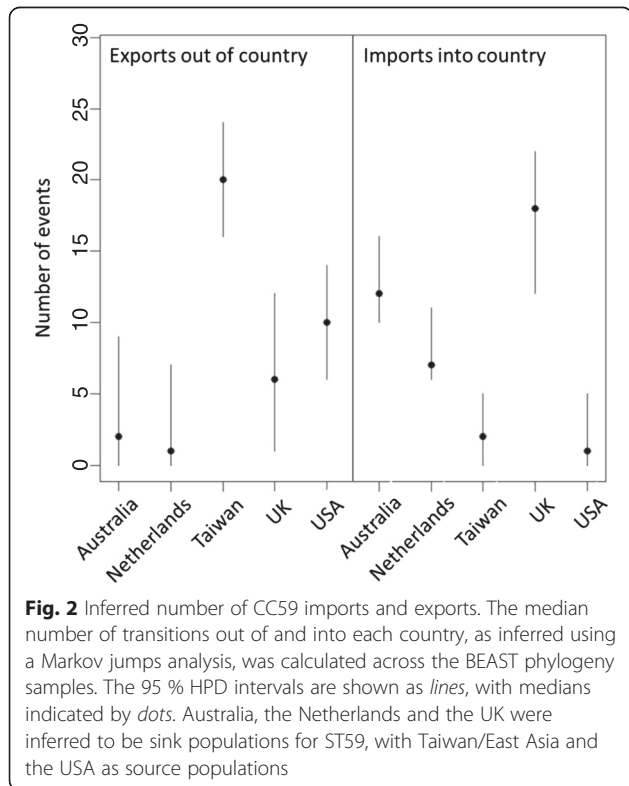 Exports out of country
Imports into country
Number of events
30
25
20
15
10
5
0
Australia
Netherlands
Taiwan
UK
USA
Australia
Netherlands
Taiwan
UK
USA
Fig. 2 Inferred number of CC59 imports and exports. The median
number of transitions out of and into each country, as inferred using
a Markov jumps analysis, was calculated across the BEAST phylogeny
samples. The 95 % HPD intervals are shown as lines, with medians
indicated by dots. Australia, the Netherlands and the UK were
inferred to be sink populations for ST59, with Taiwan/East Asia and
the USA as source populations